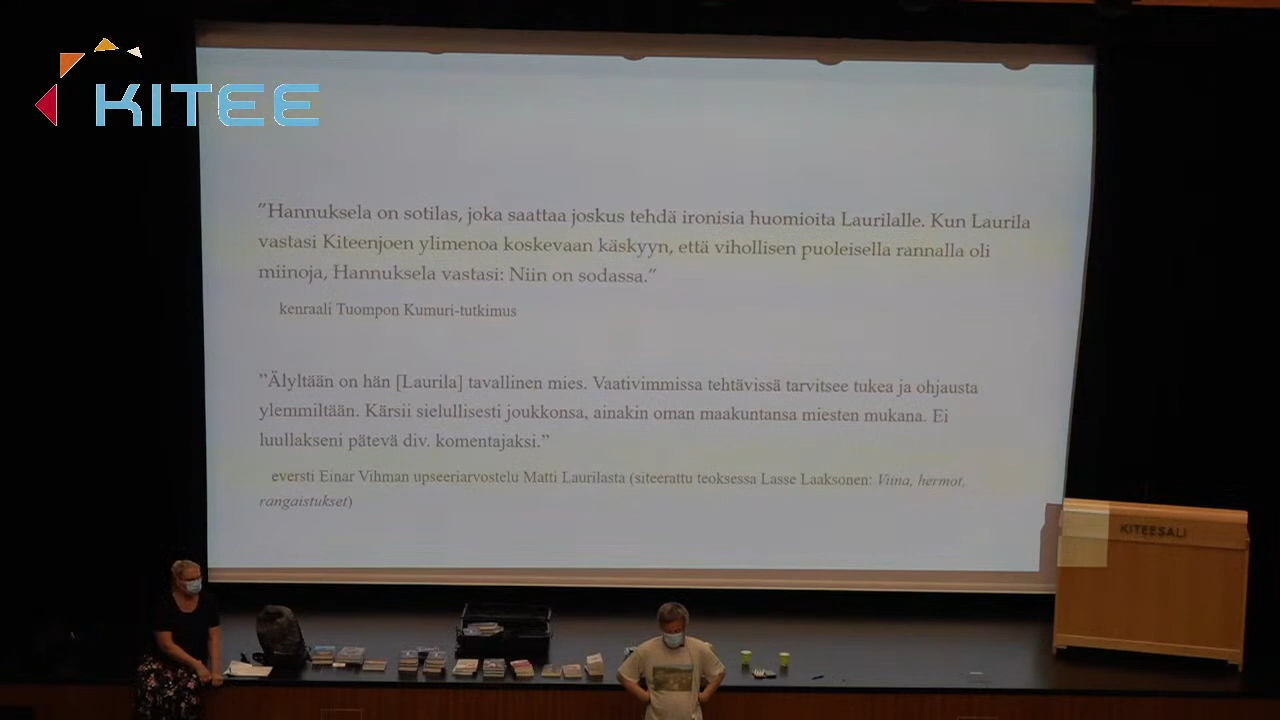 KITEE
”Hannuksela on sotilas, joka saattaa joskus tehdä ironisia huomioita Laurilalle. Kun Laurila
vastasi Kiteenjoen ylimenoa koskevaan käskyyn, että vihollisen puoleisella rannalla oli
miinoja, Hannuksela vastasi: Niin on sodassa.”
kenraali Tuompon Kumuri-tutkimus
”Älyltään on hän [Laurila] tavallinen mies. Vaativimmissa tehtävissä tarvitsee tukea ja ohjausta
ylemmiltään. Kärsii sielullisesti joukkonsa, ainakin oman maakuntansa miesten mukana. Ei
luullakseni pätevä div. komentajaksi.”
eversti Einar Vihman upseeriarvostelu Matti Laurilasta (siteerattu teoksessa Lasse Laaksonen: Viina, hermot,
rangaistukset)
KITEESALI